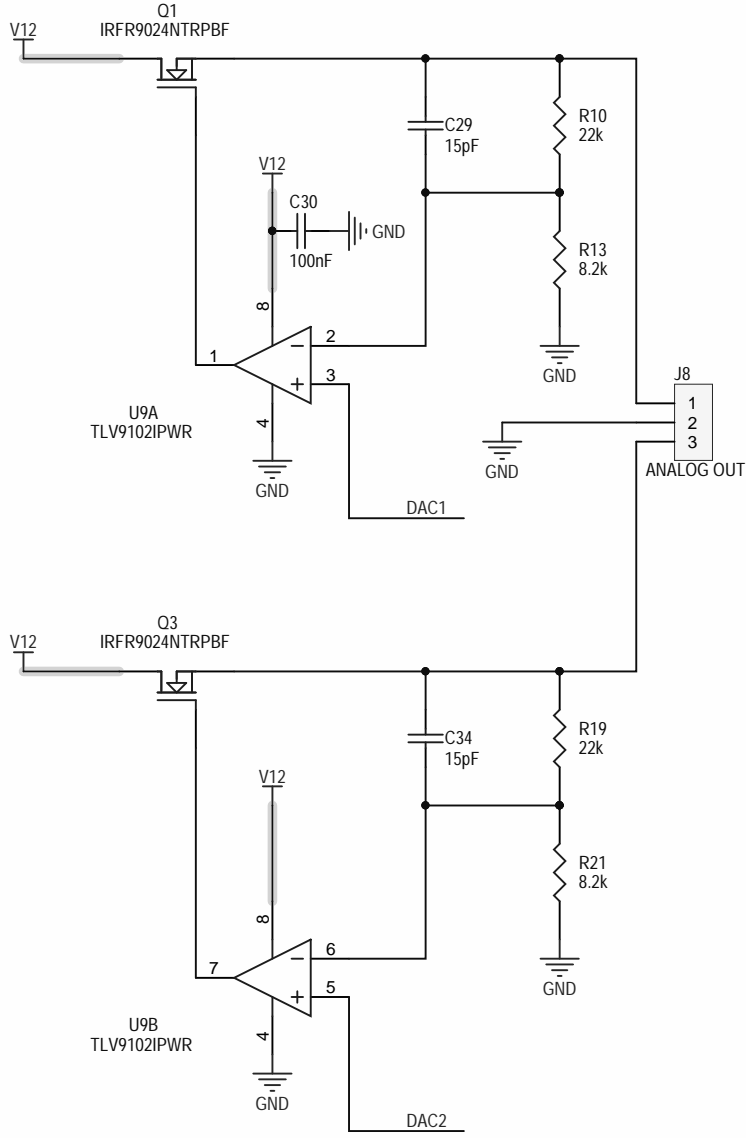 Q1
IRFR9024NTRPBF
V12
C29
15pF
R10
22k
V12
C30
100nF
GND
R13
8.2k
8
2
1
3
4
GND
U9A
TLV9102IPWR
GND
J8
1
2
3
GND
ANALOG OUT
DAC1
Q3
IRFR9024NTRPBF
V12
C34
15pF
R19
22k
V12
R21
8.2k
8
6
7
5
4
GND
U9B
TLV9102IPWR
GND
DAC2